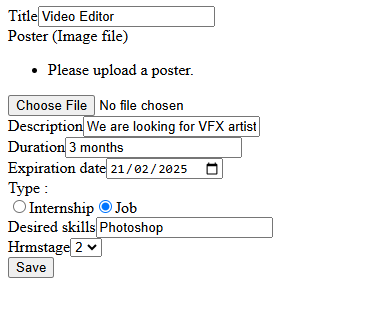 Title Video Editor
Poster (Image file)
Please upload a poster.
Choose File No file chosen
Description We are looking for VFX artist
Duration 3 months
Expiration date 21/02/2025
Type :
Internship Job
Desired skills Photoshop
Hrmstage 2
Save